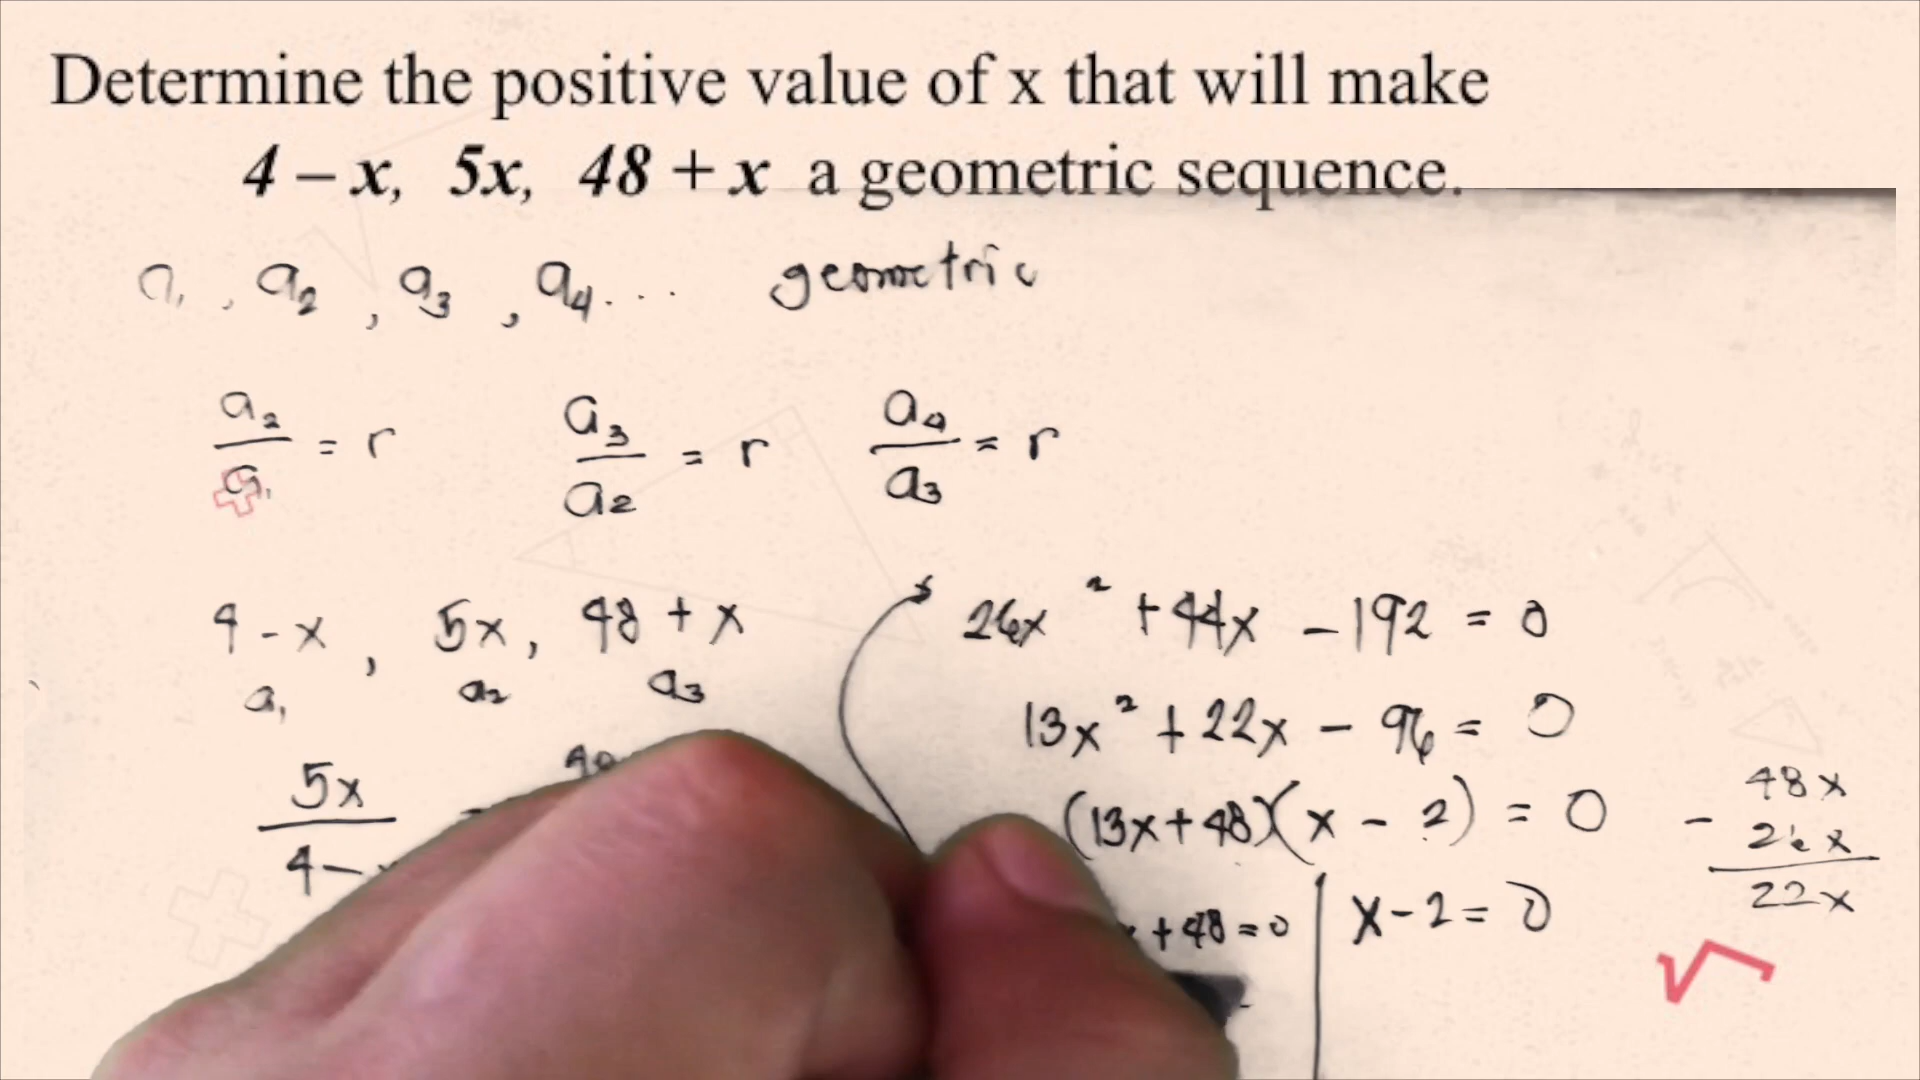 Determine the positive value of x that will make
4 – x, 5x, 48 + x a geometric sequence.
a₁, a₂, a₃, a₄... geometric
a₂/a₁ = r a₃/a₂ = r a₄/a₃ = r
4 - x, 5x, 48 + x
a₁ a₂ a₃
5x
4 -
26x² + 44x - 192 = 0
13x² + 22x - 96 = 0
(13x + 48)(x - 2) = 0
+ 48 = 0
x - 2 = 0
- 48x
26x
22x